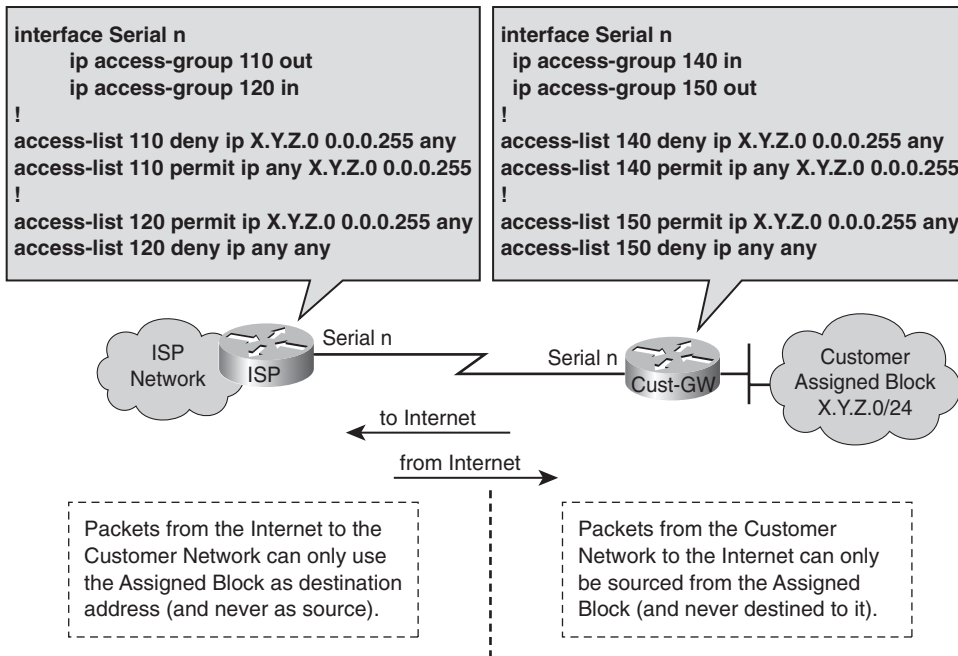 interface Serial n
ip access-group 110 out
ip access-group 120 in
!
access-list 110 deny ip X.Y.Z.0 0.0.0.255 any
access-list 110 permit ip any X.Y.Z.0 0.0.0.255
!
access-list 120 permit ip X.Y.Z.0 0.0.0.255 any
access-list 120 deny ip any any
interface Serial n
ip access-group 140 in
ip access-group 150 out
!
access-list 140 deny ip X.Y.Z.0 0.0.0.255 any
access-list 140 permit ip any X.Y.Z.0 0.0.0.255
!
access-list 150 permit ip X.Y.Z.0 0.0.0.255 any
access-list 150 deny ip any any
ISP
Network
ISP
Serial n
Serial n
Cust-GW
Customer
Assigned Block
X.Y.Z.0/24
to Internet
from Internet
Packets from the Internet to the
Customer Network can only use
the Assigned Block as destination
address (and never as source).
Packets from the Customer
Network to the Internet can only
be sourced from the Assigned
Block (and never destined to it).